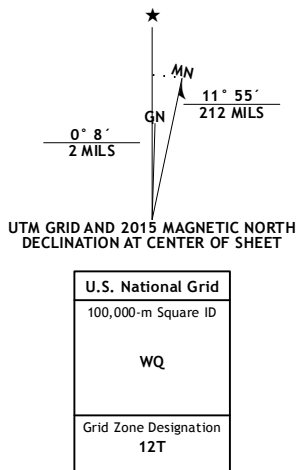 MN
GN
11° 55´
212 MILS
0° 8´
2 MILS
UTM GRID AND 2015 MAGNETIC NORTH
DECLINATION AT CENTER OF SHEET
U.S. National Grid
100,000-m Square ID
WQ
Grid Zone Designation
12T